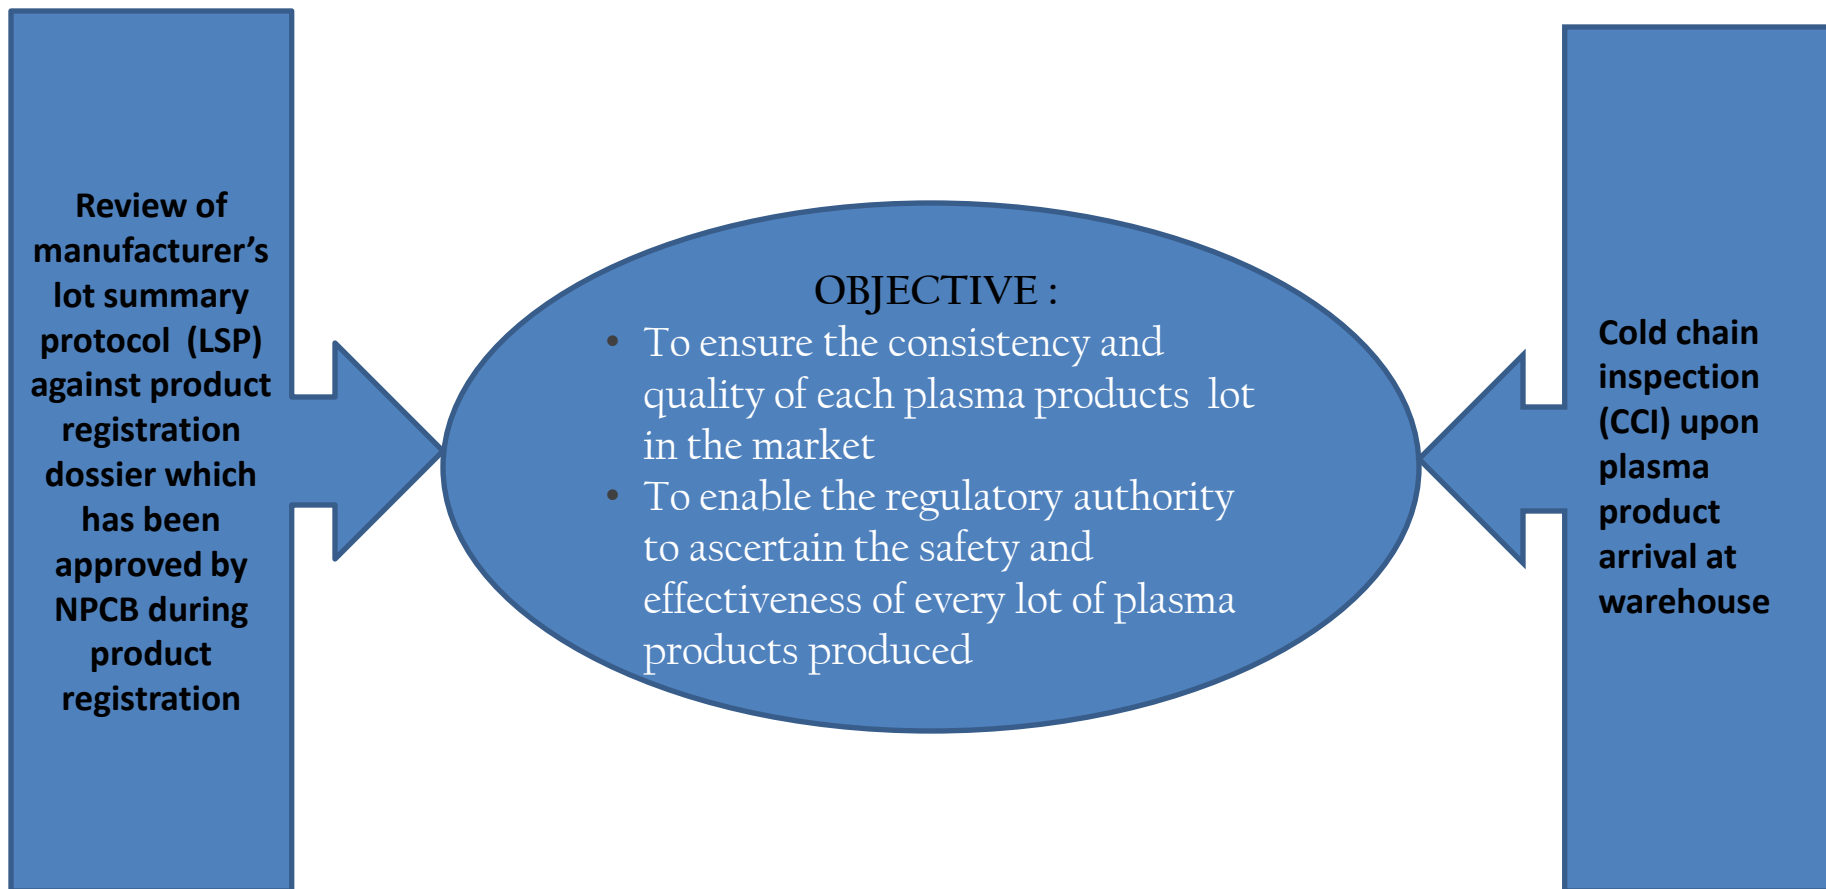 Review of
manufacturer’s
lot summary
protocol  (LSP)
against product
registration
dossier which
has been
approved by
NPCB during
product
registration
OBJECTIVE :
• To ensure the consistency and
quality of each plasma products  lot
in the market
• To enable the regulatory authority
to ascertain the safety and
effectiveness of every lot of plasma
products produced
Cold chain
inspection
(CCI) upon
plasma
product
arrival at
warehouse